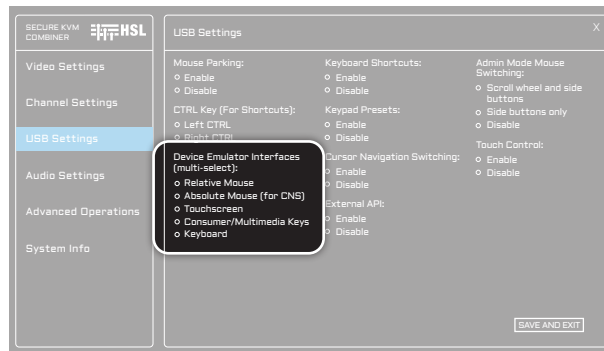 SECURE KVM
COMBINER
HSL
USB Settings
X
Video Settings
Channel Settings
USB Settings
Audio Settings
Advanced Operations
System Info
Mouse Parking:
Enable
Disable
CTRL Key (For Shortcuts):
Left CTRL
Right CTRL
Device Emulator Interfaces
(multi-select):
Relative Mouse
Absolute Mouse (for CNS)
Touchscreen
Consumer/Multimedia Keys
Keyboard
Keyboard Shortcuts:
Enable
Disable
Keypad Presets:
Enable
Disable
Cursor Navigation Switching:
Enable
Disable
External API:
Enable
Disable
Admin Mode Mouse
Switching:
Scroll wheel and side
buttons
Side buttons only
Disable
Touch Control:
Enable
Disable
SAVE AND EXIT